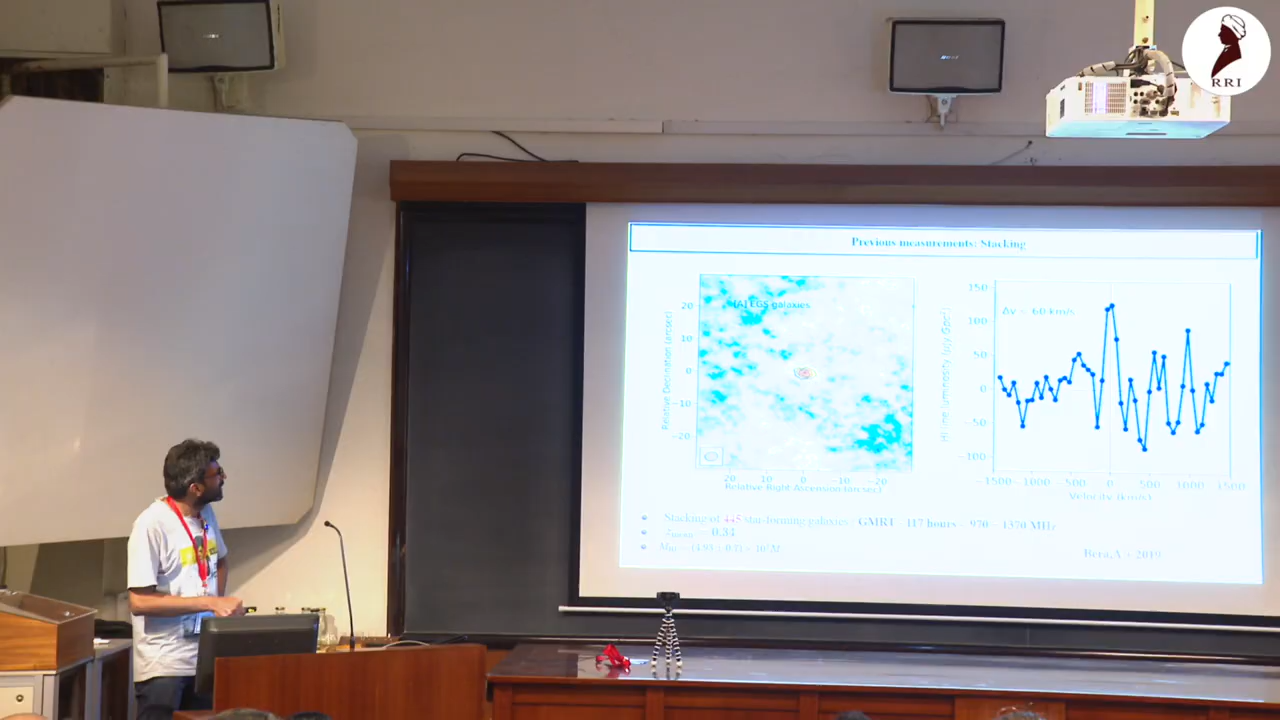 RRI
Previous measurements: Stacking
[A] EGS galaxies
20
10
0
−10
−20
Relative Declination (arcsec)
20 10 0 −10 −20
Relative Right Ascension (arcsec)
Δv ~ 60 km/s
150
100
50
0
−50
−100
HI line luminosity
−1500 −1000 −500 0 500 1000 1500
Velocity (km/s)
Stacking of 445 star-forming galaxies : GMRT 117 hours 970 1370 MHz
0.34
Bera, A 2019